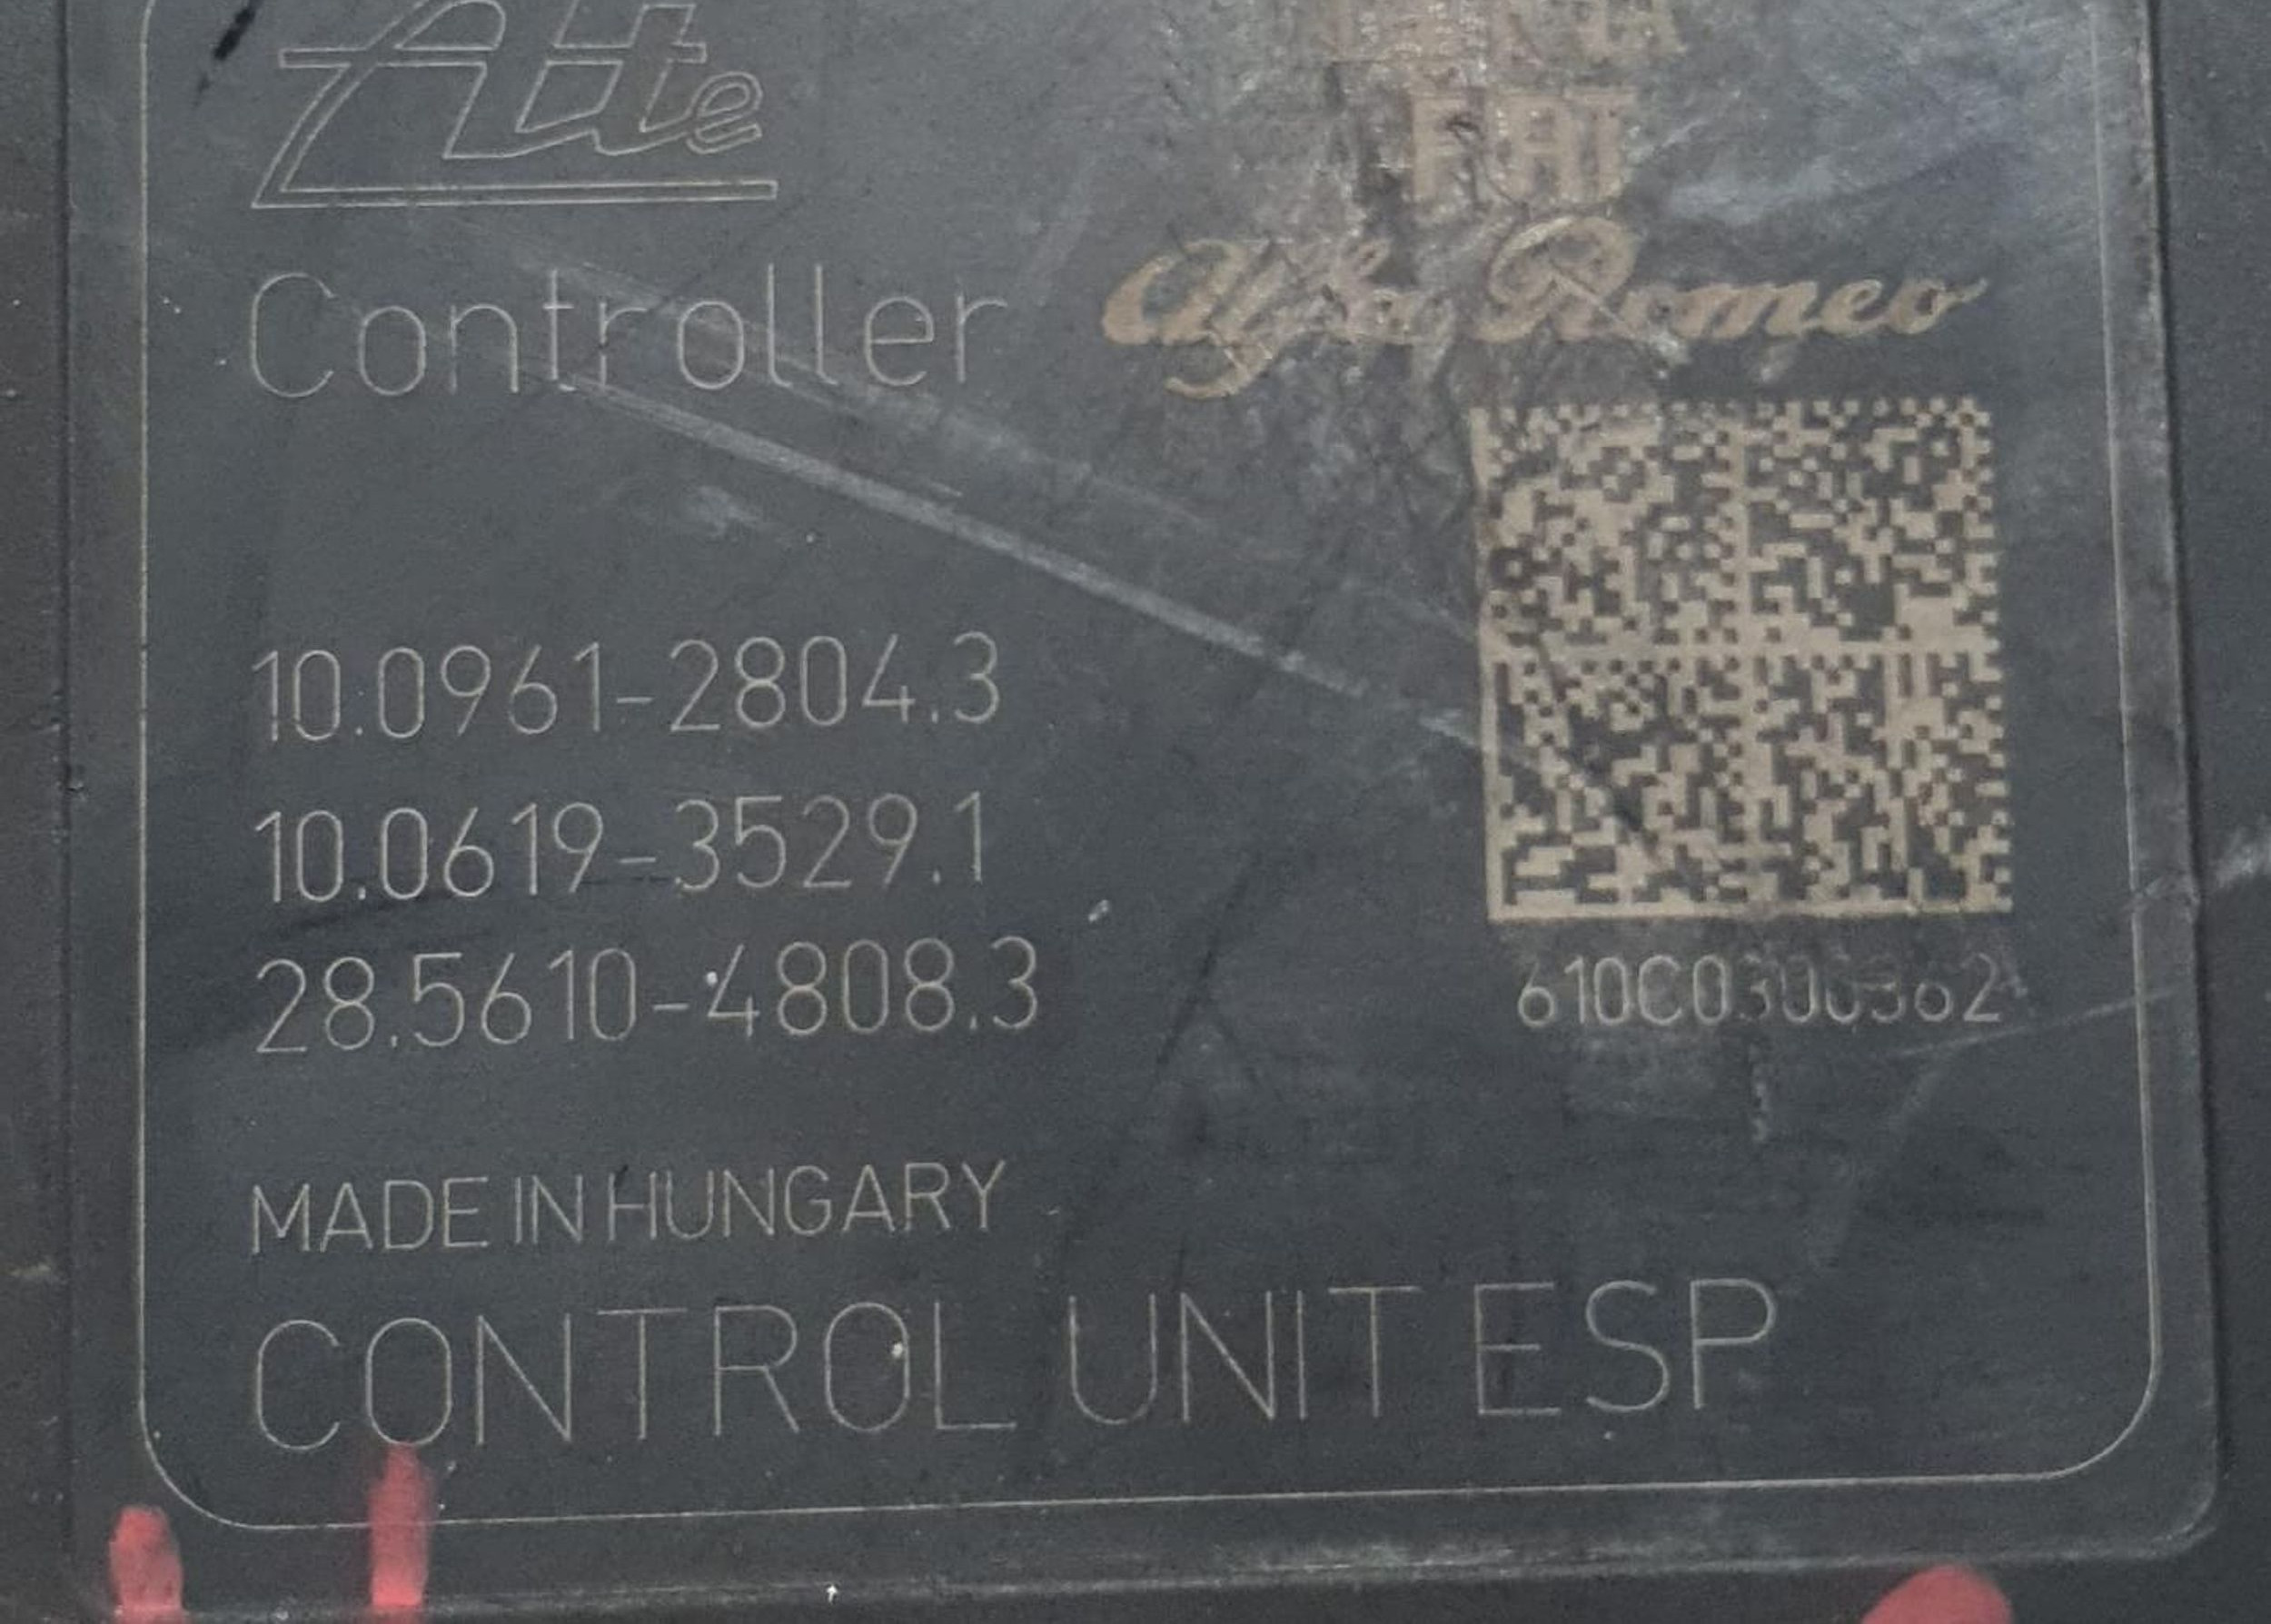 Ate
FIAT
Alfa Romeo
Controller
10.0961-2804.3
10.0619-3529.1
28.5610-4808.3
MADE IN HUNGARY
CONTROL UNIT ESP